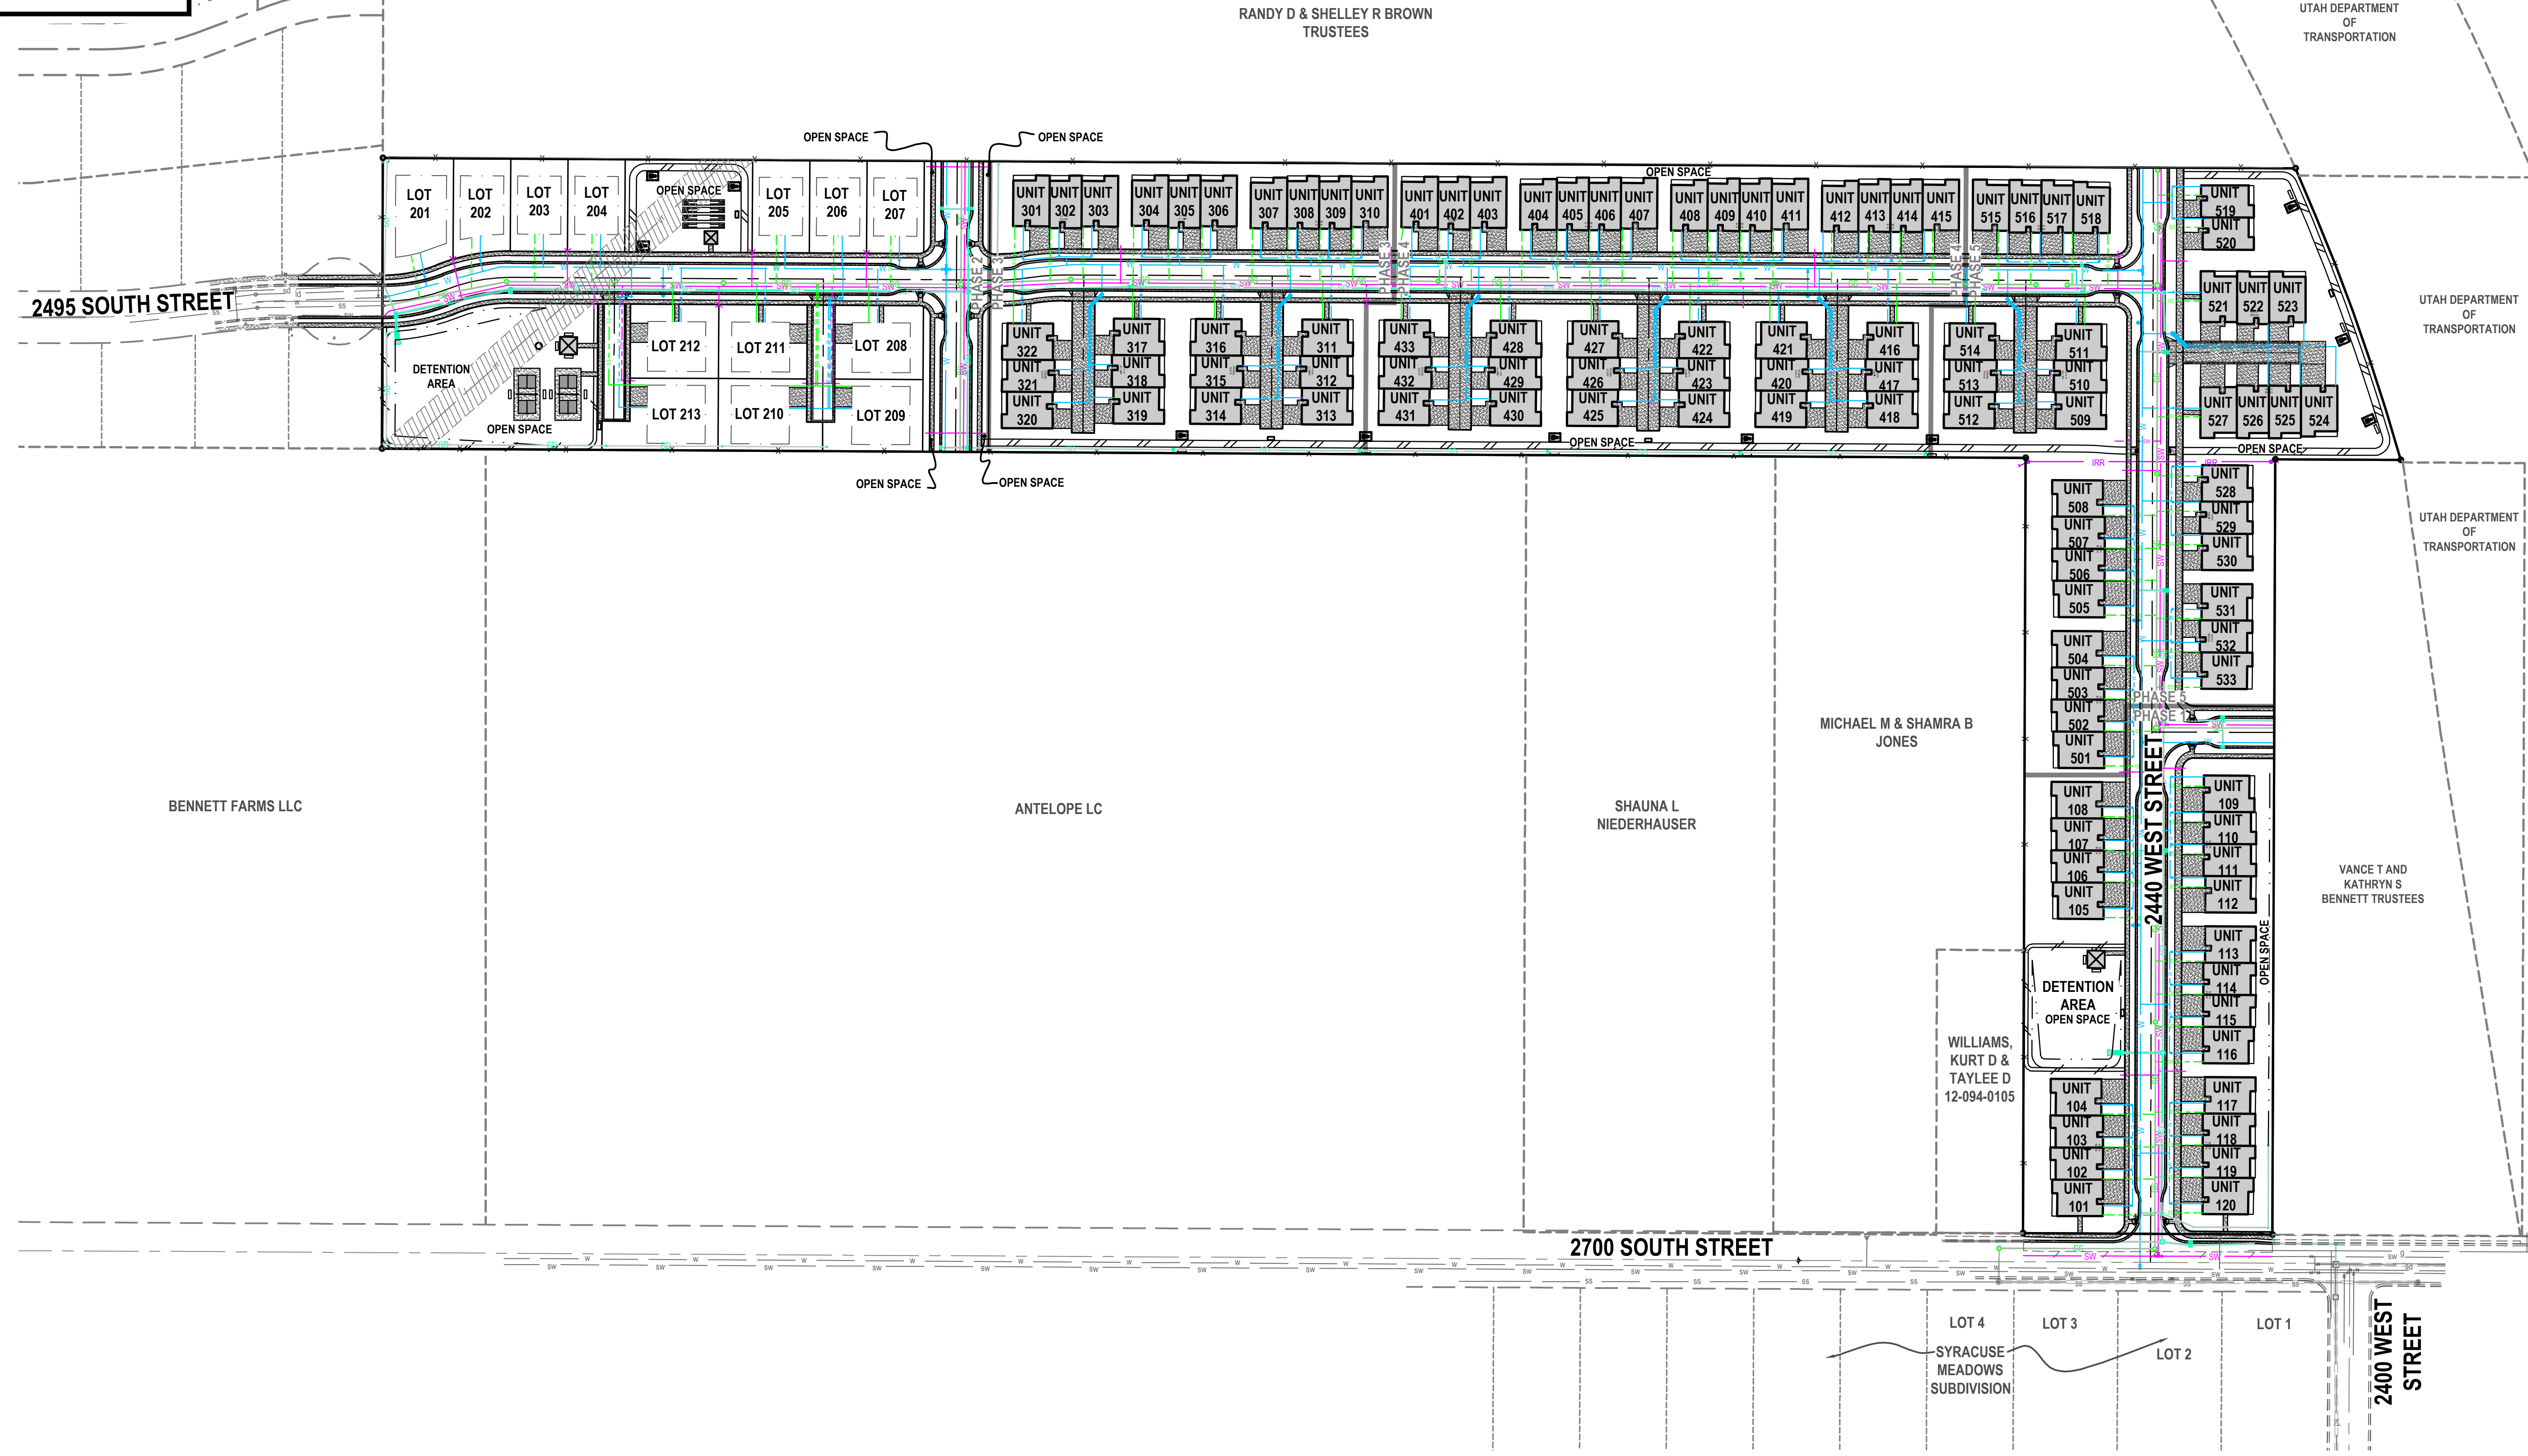 RANDY D & SHELLEY R BROWN
TRUSTEES
UTAH DEPARTMENT
OF
TRANSPORTATION
OPEN SPACE
OPEN SPACE
LOT
201
LOT
202
LOT
203
LOT
204
OPEN SPACE
LOT
205
LOT
206
LOT
207
UNIT
301
UNIT
302
UNIT
303
UNIT
304
UNIT
305
UNIT
306
UNIT
307
UNIT
308
UNIT
309
UNIT
310
UNIT
401
UNIT
402
UNIT
403
UNIT
404
UNIT
405
UNIT
406
UNIT
407
OPEN SPACE
UNIT
408
UNIT
409
UNIT
410
UNIT
411
UNIT
412
UNIT
413
UNIT
414
UNIT
415
UNIT
515
UNIT
516
UNIT
517
UNIT
518
UNIT
519
UNIT
520
PHASE 2
PHASE 3
PHASE 3
PHASE 4
PHASE 4
PHASE 5
2495 SOUTH STREET
UNIT
521
UNIT
522
UNIT
523
UTAH DEPARTMENT
OF
TRANSPORTATION
DETENTION
AREA
OPEN SPACE
LOT 212
LOT 211
LOT 208
LOT 213
LOT 210
LOT 209
UNIT
322
UNIT
321
UNIT
320
UNIT
317
UNIT
318
UNIT
319
UNIT
316
UNIT
315
UNIT
314
UNIT
311
UNIT
312
UNIT
313
UNIT
433
UNIT
432
UNIT
431
UNIT
428
UNIT
429
UNIT
430
UNIT
427
UNIT
426
UNIT
425
UNIT
422
UNIT
423
UNIT
424
UNIT
421
UNIT
420
UNIT
419
UNIT
416
UNIT
417
UNIT
418
UNIT
514
UNIT
513
UNIT
512
UNIT
511
UNIT
510
UNIT
509
UNIT
527
UNIT
526
UNIT
525
UNIT
524
OPEN SPACE
OPEN SPACE
OPEN SPACE
OPEN SPACE
IRR
IRR
UNIT
508
UNIT
507
UNIT
506
UNIT
505
UNIT
528
UNIT
529
UNIT
530
UTAH DEPARTMENT
OF
TRANSPORTATION
UNIT
504
UNIT
503
UNIT
502
UNIT
501
UNIT
531
UNIT
532
UNIT
533
PHASE 5
PHASE 1
2440 WEST STREET
MICHAEL M & SHAMRA B
JONES
BENNETT FARMS LLC
ANTELOPE LC
SHAUNA L
NIEDERHAUSER
VANCE T AND
KATHRYN S
BENNETT TRUSTEES
UNIT
108
UNIT
107
UNIT
106
UNIT
105
UNIT
109
UNIT
110
UNIT
111
UNIT
112
OPEN SPACE
UNIT
113
UNIT
114
UNIT
115
UNIT
116
DETENTION
AREA
OPEN SPACE
WILLIAMS,
KURT D &
TAYLEE D
12-094-0105
UNIT
104
UNIT
103
UNIT
102
UNIT
101
UNIT
117
UNIT
118
UNIT
119
UNIT
120
2700 SOUTH STREET
LOT 4
LOT 3
LOT 2
LOT 1
SYRACUSE
MEADOWS
SUBDIVISION
2400 WEST
STREET